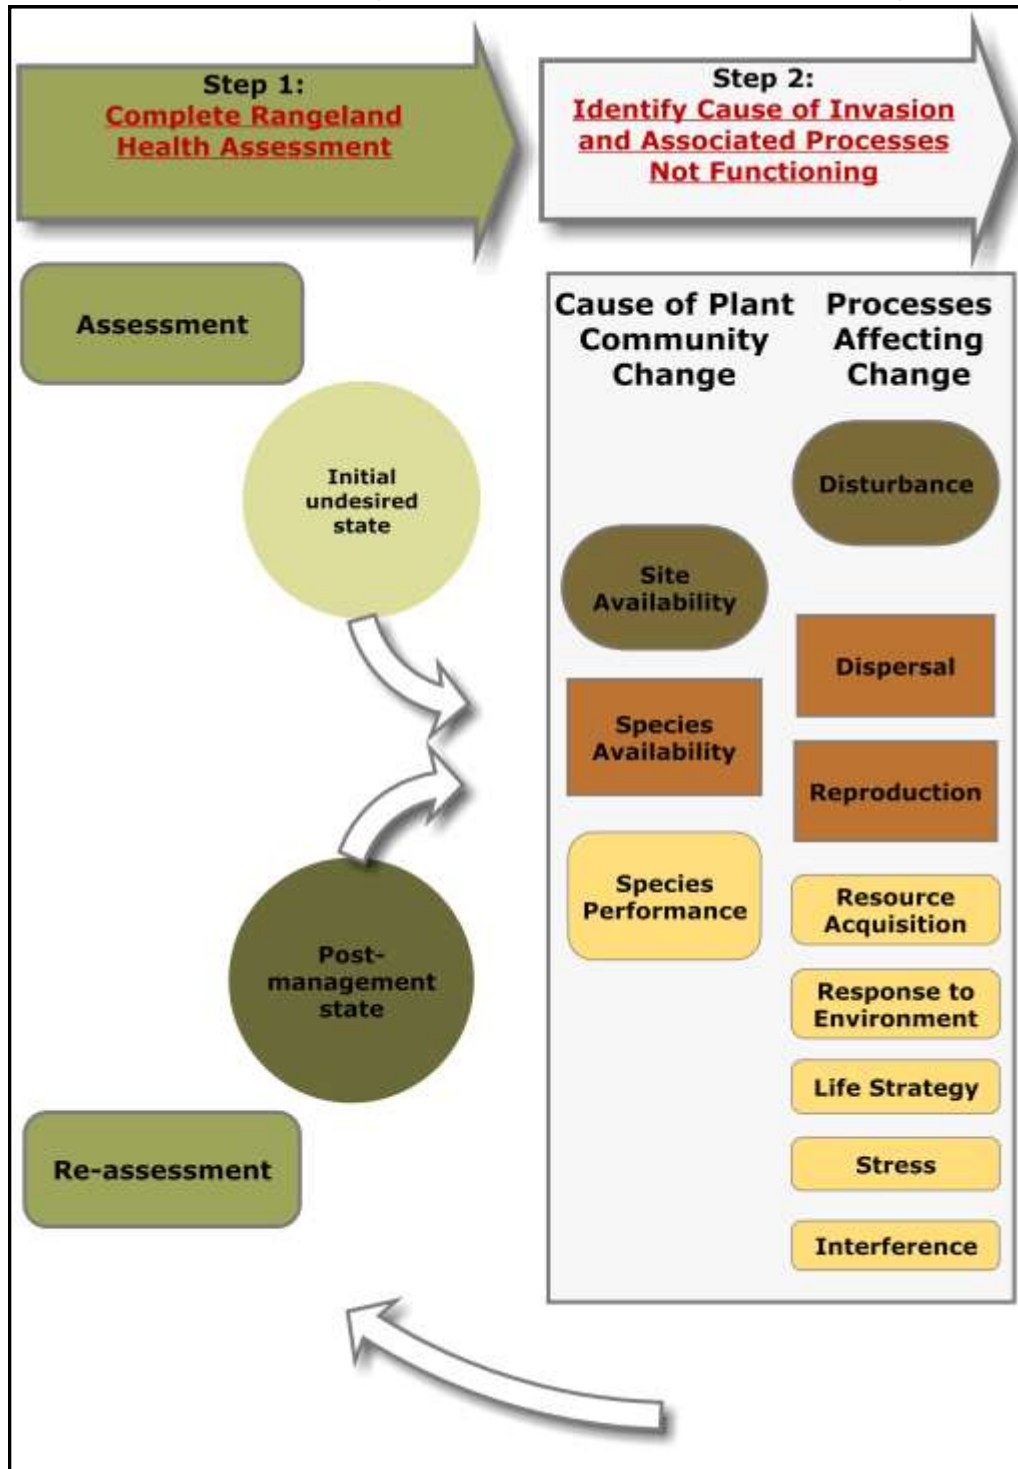 Step 1:
Complete Rangeland
Health Assessment
Step 2:
Identify Cause of Invasion
and Associated Processes
Not Functioning
Assessment
Initial
undesired
state
Post-
management
state
Re-assessment
Cause of Plant
Community
Change
Processes
Affecting
Change
Site
Availability
Species
Availability
Species
Performance
Disturbance
Dispersal
Reproduction
Resource
Acquisition
Response to
Environment
Life Strategy
Stress
Interference